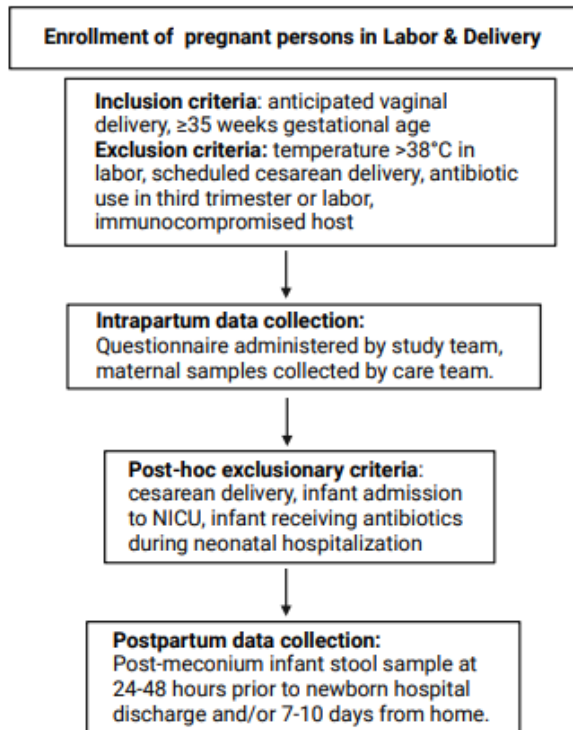 Enrollment of pregnant persons in Labor & Delivery
Inclusion criteria: anticipated vaginal
delivery, ≥35 weeks gestational age
Exclusion criteria: temperature >38°C in
labor, scheduled cesarean delivery, antibiotic
use in third trimester or labor,
immunocompromised host
Intrapartum data collection:
Questionnaire administered by study team,
maternal samples collected by care team.
Post-hoc exclusionary criteria:
cesarean delivery, infant admission
to NICU, infant receiving antibiotics
during neonatal hospitalization
Postpartum data collection:
Post-meconium infant stool sample at
24-48 hours prior to newborn hospital
discharge and/or 7-10 days from home.